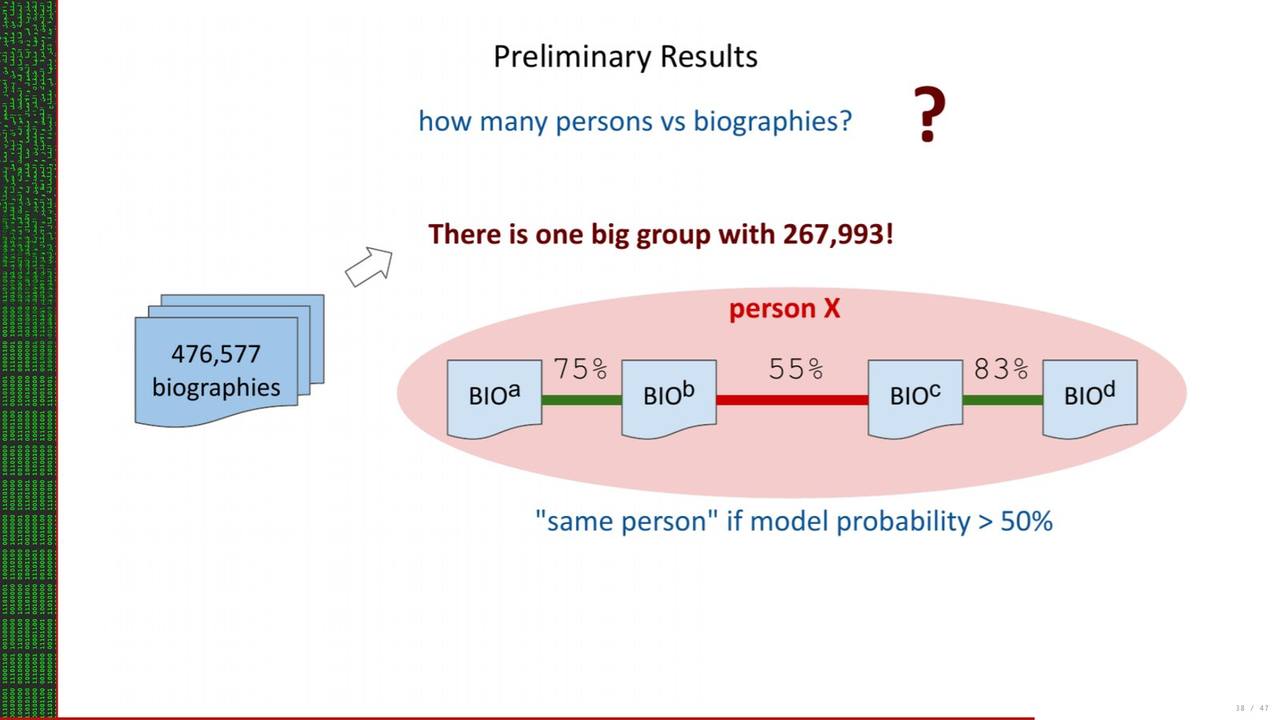 Preliminary Results
how many persons vs biographies?
?
There is one big group with 267,993!
476,577
biographies
person X
75%
55%
83%
BIOa
BIOb
BIOc
BIOd
"same person" if model probability > 50%
38 / 47